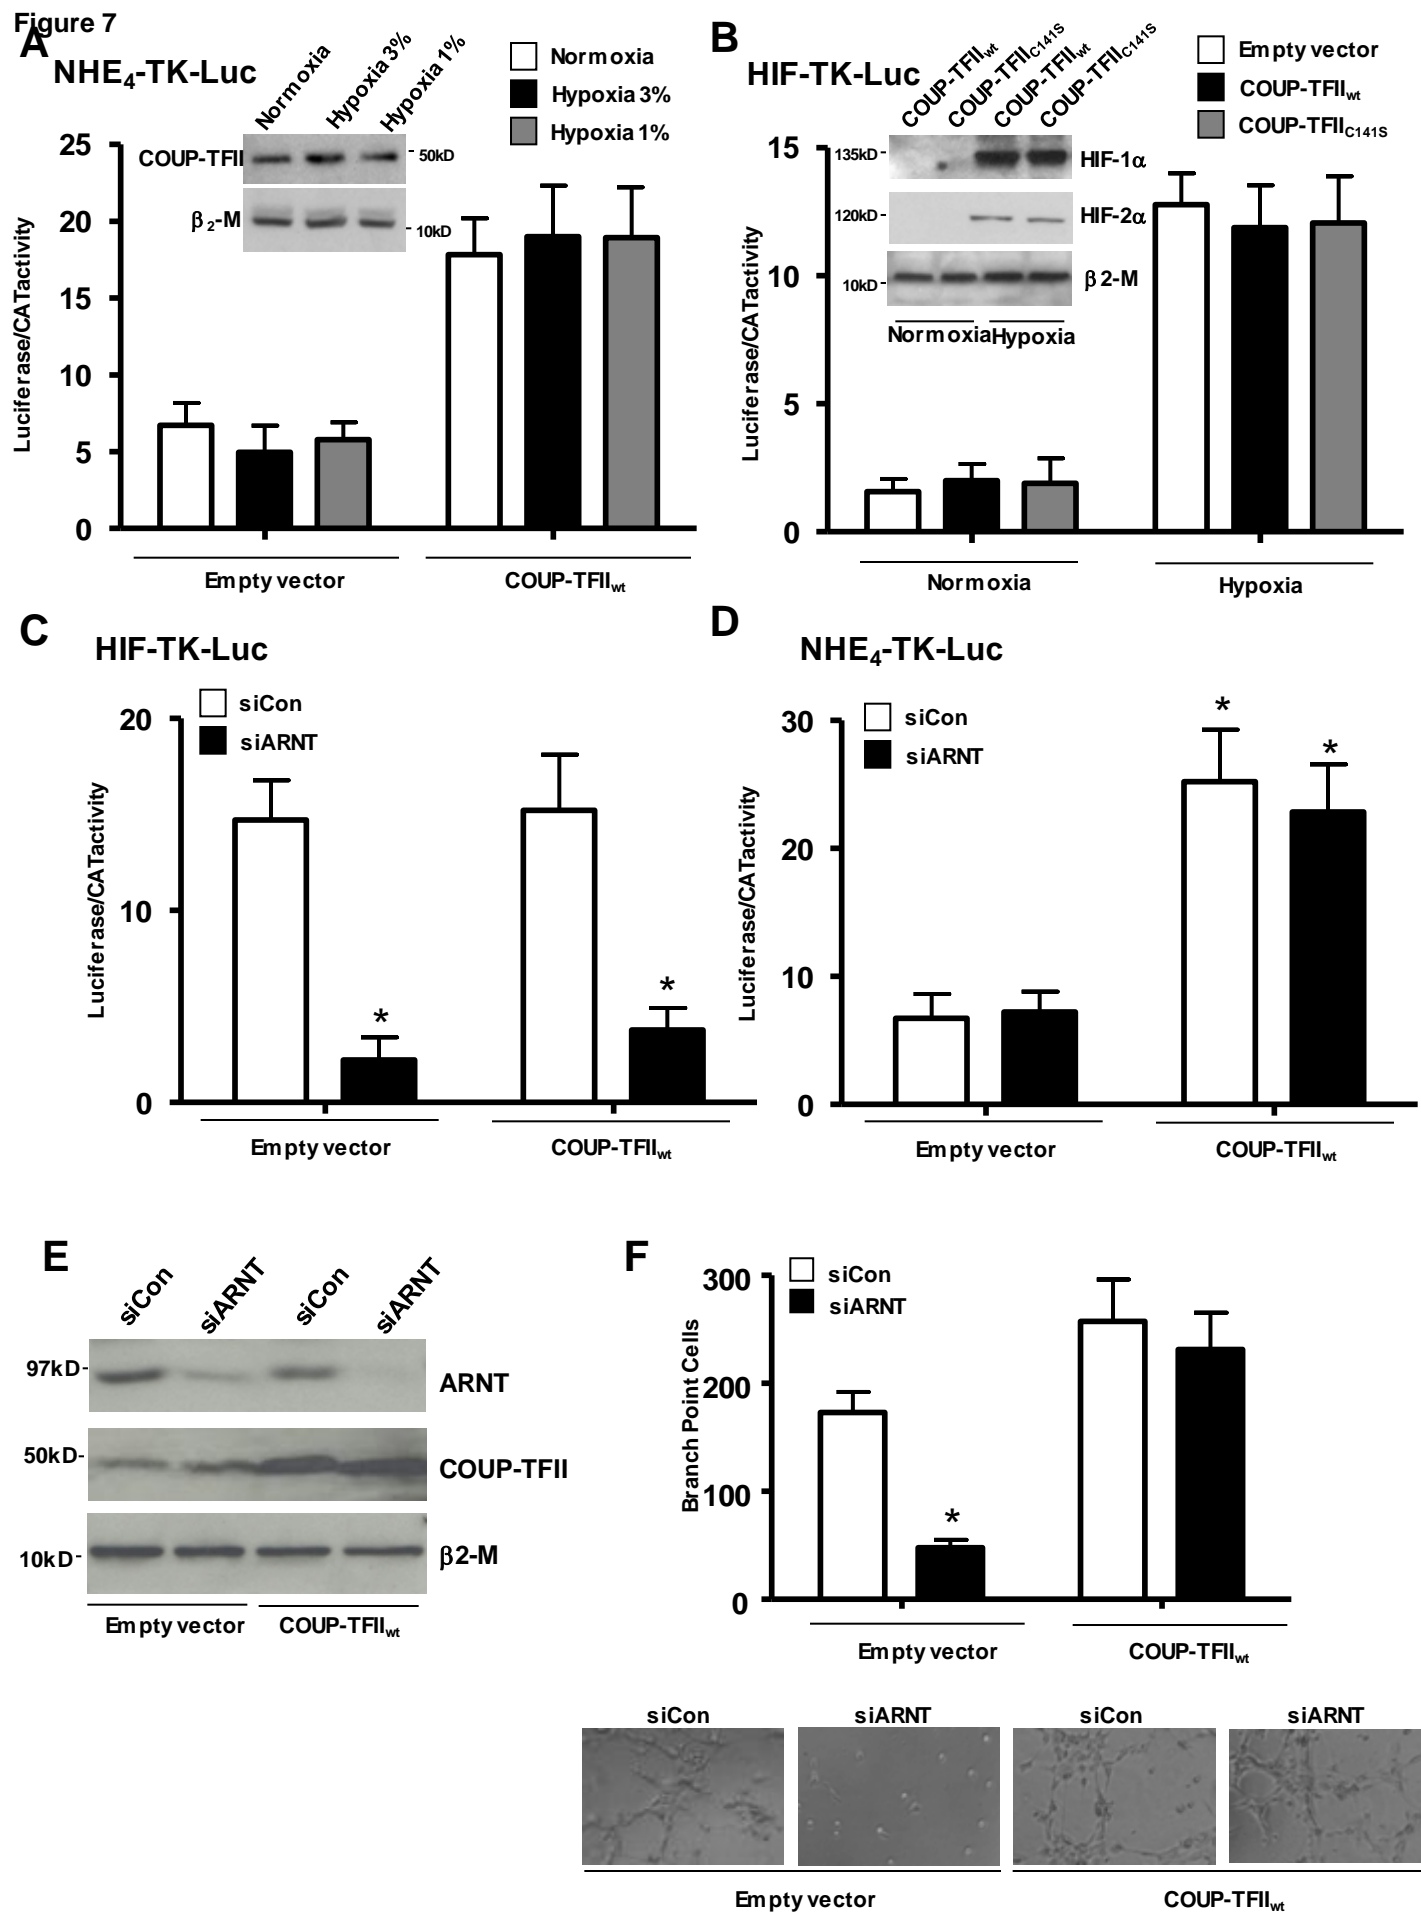 Figure 7
A
NHE4-TK-Luc
Normoxia
Hypoxia 3%
Hypoxia 1%
Normoxia
Hypoxia 3%
Hypoxia 1%
COUP-TFII
50kD
β2-M
10kD
Luciferase/CATactivity
25
20
15
10
5
0
Empty vector
COUP-TFIIwt
B
HIF-TK-Luc
COUP-TFIIwt
COUP-TFIIC141S
COUP-TFIIwt
COUP-TFIIC141S
Empty vector
COUP-TFIIwt
COUP-TFIIC141S
135kD
HIF-1α
120kD
HIF-2α
10kD
β2-M
Normoxia
Hypoxia
Luciferase/CATactivity
15
10
5
0
Normoxia
Hypoxia
C
HIF-TK-Luc
siCon
siARNT
Luciferase/CATactivity
20
10
0
*
*
Empty vector
COUP-TFIIwt
D
NHE4-TK-Luc
siCon
siARNT
Luciferase/CATactivity
30
20
10
0
*
*
Empty vector
COUP-TFIIwt
E
siCon
siARNT
siCon
siARNT
97kD-
ARNT
50kD-
COUP-TFII
10kD-
β2-M
Empty vector
COUP-TFIIwt
F
siCon
siARNT
Branch Point Cells
300
200
100
0
*
Empty vector
COUP-TFIIwt
siCon
siARNT
siCon
siARNT
Empty vector
COUP-TFIIwt